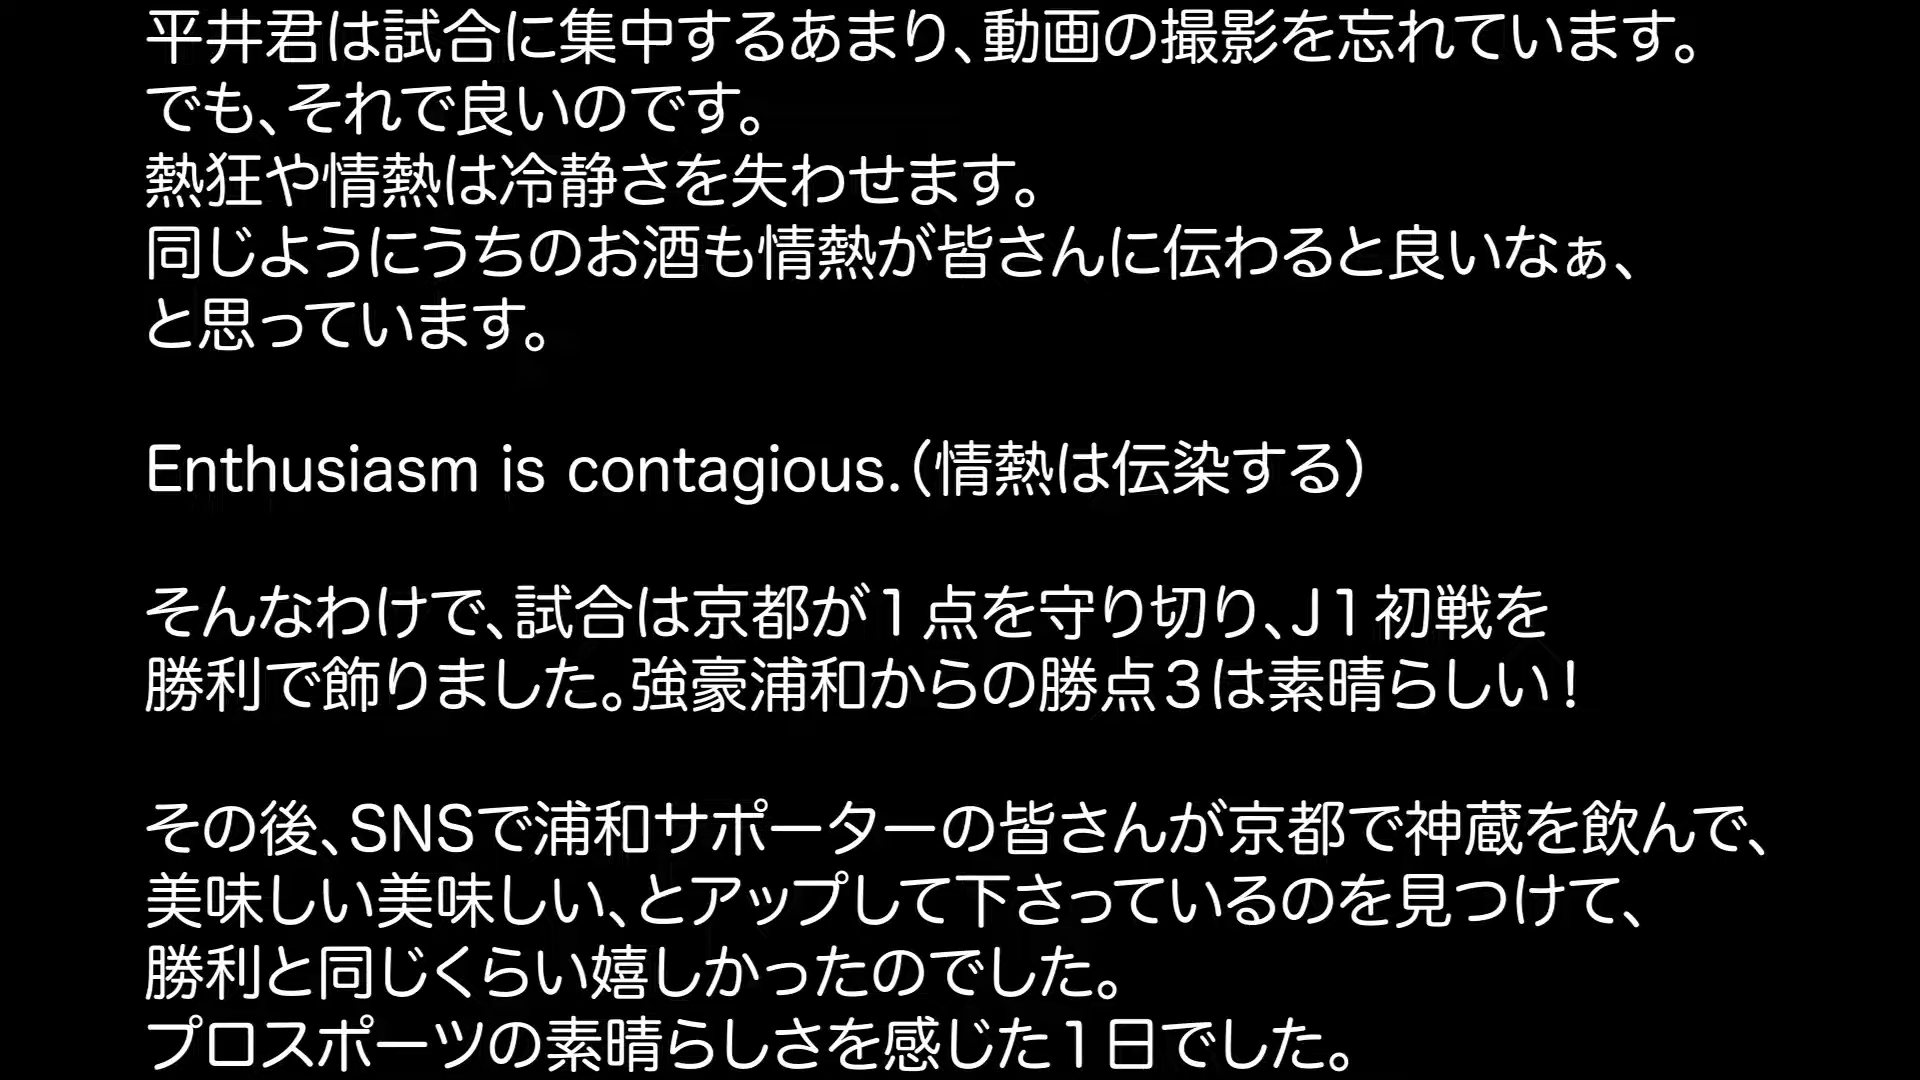 平井君は試合に集中するあまり、動画の撮影を忘れています。
でも、それで良いのです。
熱狂や情熱は冷静さを失わせます。
同じようにうちのお酒も情熱が皆さんに伝わると良いなぁ、
と思っています。
Enthusiasm is contagious.（情熱は伝染する）
そんなわけで、試合は京都が１点を守り切り、J１初戦を
勝利で飾りました。強豪浦和からの勝点３は素晴らしい！
その後、SNSで浦和サポーターの皆さんが京都で神蔵を飲んで、
美味しい美味しい、とアップして下さっているのを見つけて、
勝利と同じくらい嬉しかったのでした。
プロスポーツの素晴らしさを感じた１日でした。